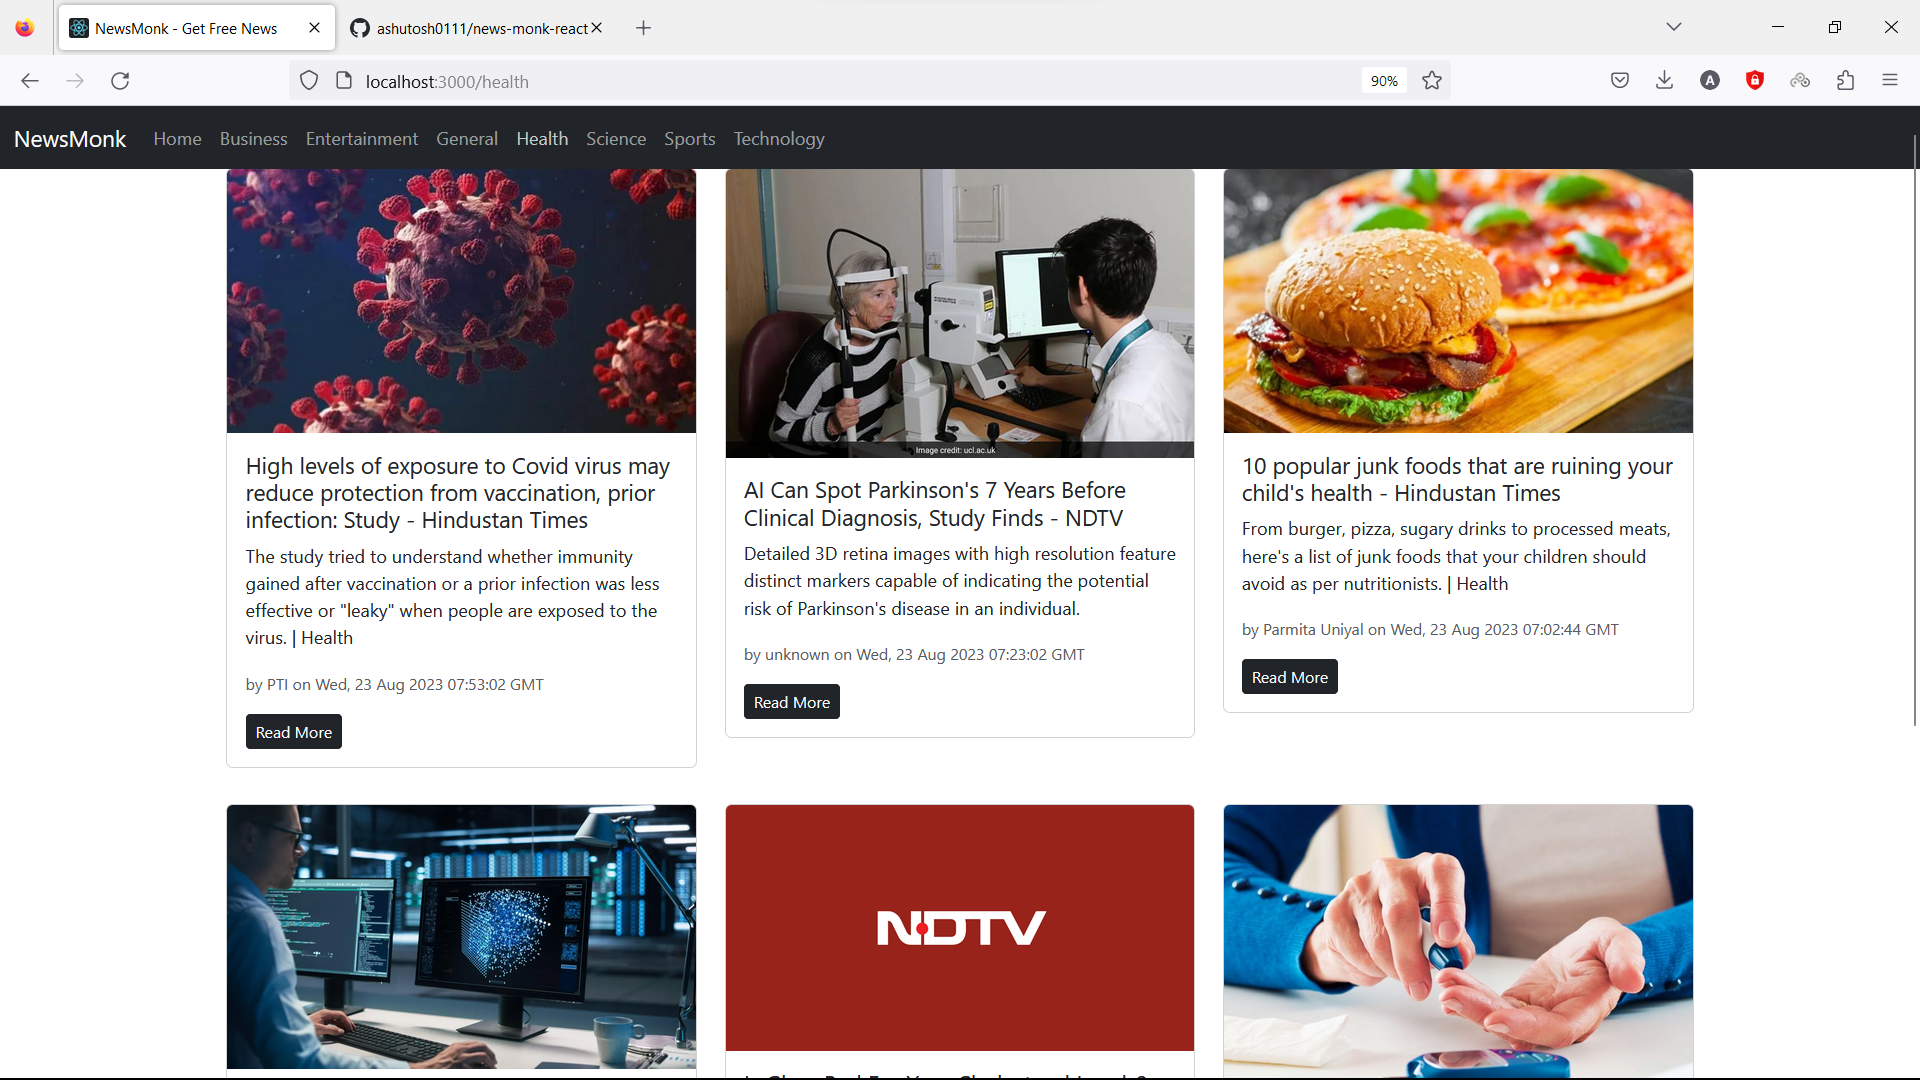 NewsMonk - Get Free News
ashutosh0111/news-monk-react
localhost:3000/health
90%
A
NewsMonk Home Business Entertainment General Health Science Sports Technology
Image credit: ucl.ac.uk
High levels of exposure to Covid virus may
reduce protection from vaccination, prior
infection: Study - Hindustan Times
The study tried to understand whether immunity
gained after vaccination or a prior infection was less
effective or "leaky" when people are exposed to the
virus. | Health
by PTI on Wed, 23 Aug 2023 07:53:02 GMT
Read More
AI Can Spot Parkinson's 7 Years Before
Clinical Diagnosis, Study Finds - NDTV
Detailed 3D retina images with high resolution feature
distinct markers capable of indicating the potential
risk of Parkinson's disease in an individual.
by unknown on Wed, 23 Aug 2023 07:23:02 GMT
Read More
10 popular junk foods that are ruining your
child's health - Hindustan Times
From burger, pizza, sugary drinks to processed meats,
here's a list of junk foods that your children should
avoid as per nutritionists. | Health
by Parmita Uniyal on Wed, 23 Aug 2023 07:02:44 GMT
Read More
NDTV